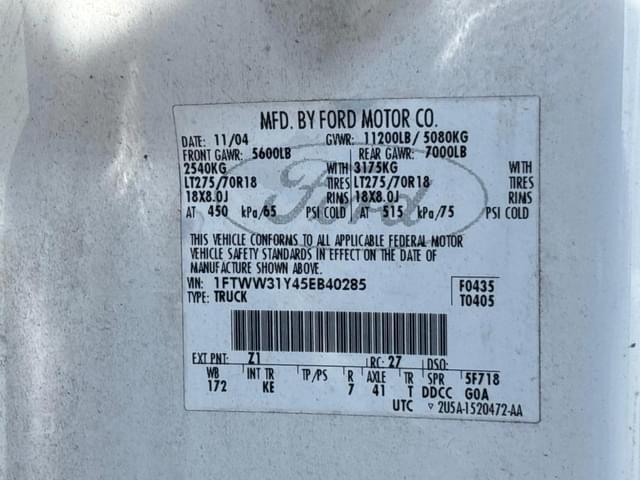 MFD. BY FORD MOTOR CO.
DATE: 11/04 GVWR: 11200LB/ 5080KG
FRONT GAWR: 5600LB REAR GAWR: 7000LB
2540KG WITH 3175KG WITH
LT275/70R18 TIRES LT275/70R18 TIRES
18X8.0J RIMS 18X8.0J RIMS
AT 450 kPa/65 PSI COLD AT 515 kPa/75 PSI COLD
Ford
THIS VEHICLE CONFORMS TO ALL APPLICABLE FEDERAL MOTOR
VEHICLE SAFETY STANDARDS IN EFFECT ON THE DATE OF
MANUFACTURE SHOWN ABOVE.
VIN: 1FTWW31Y45EB40285 F0435
TYPE: TRUCK T0405
EXT PNT: Z1 RC: 27 DSO:
WB INT TR TP/PS R AXLE TR SPR 5F718
172 KE 7 41 T DDCC G0A
UTC ▽ 2U5A-1520472-AA